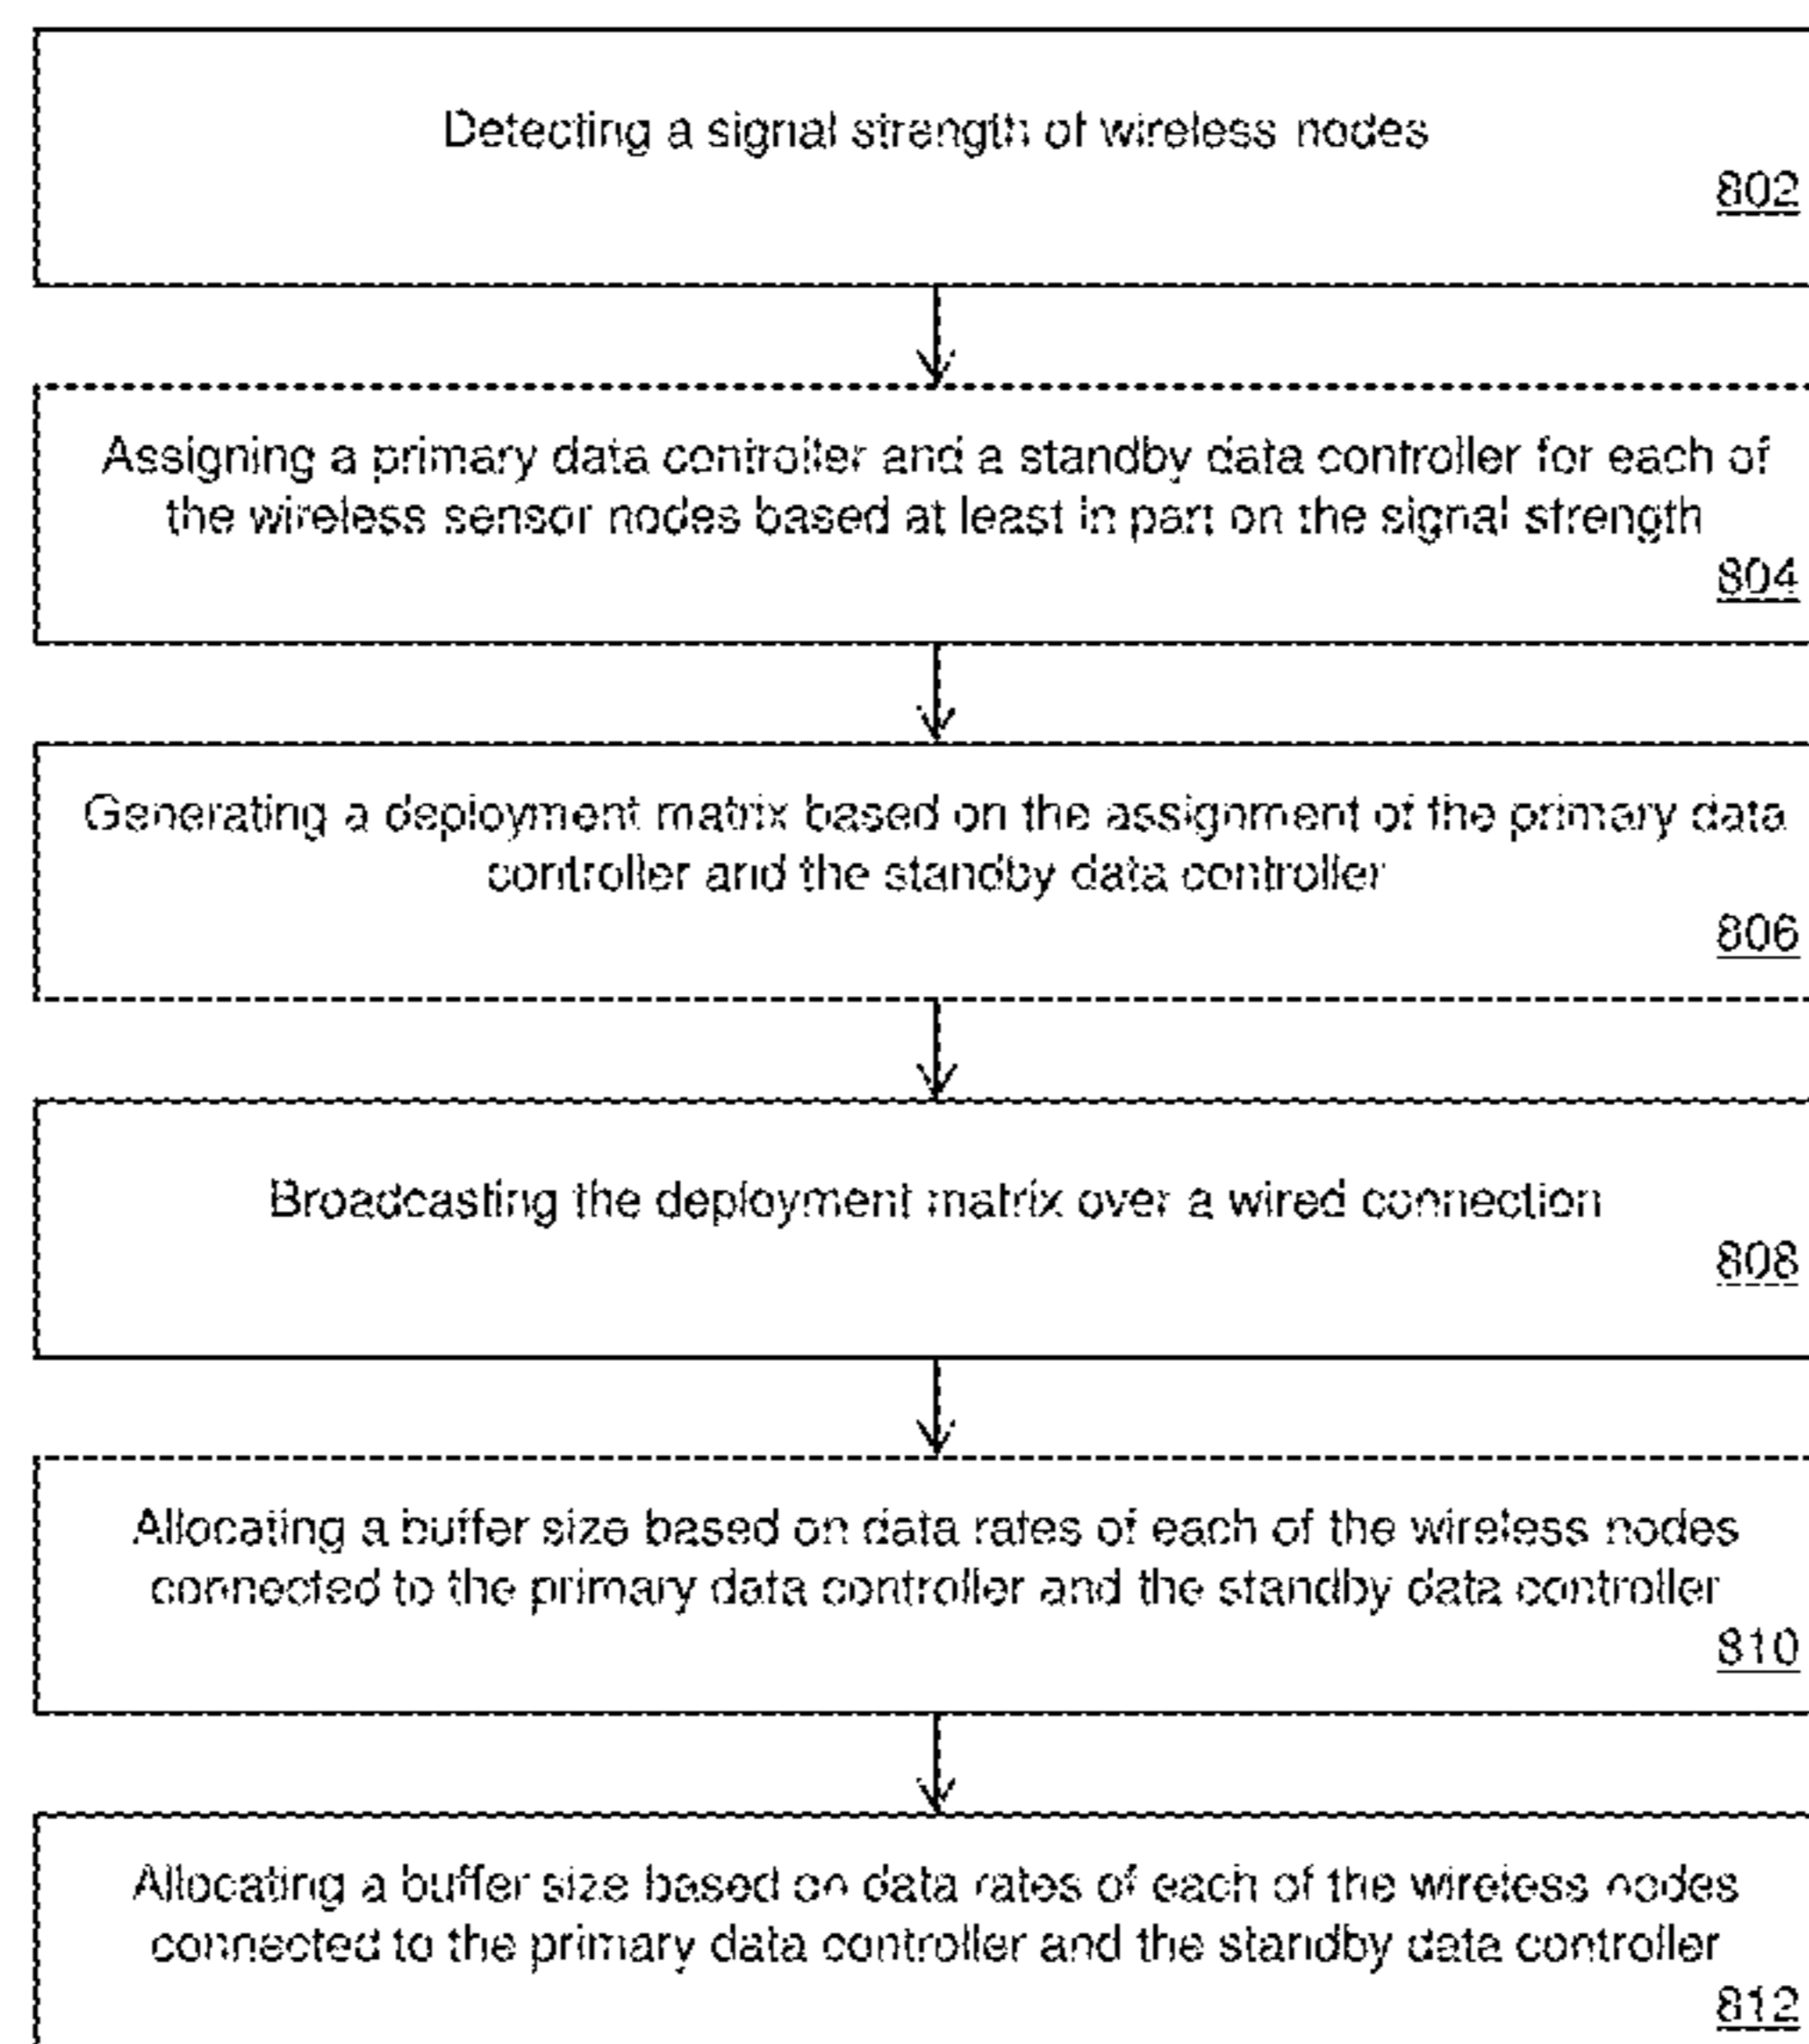 Detecting a signal strength of wireless nodes
802
Assigning a primary data controller and a standby data controller for each of
the wireless sensor nodes based at least in part on the signal strength
804
Generating a deployment matrix based on the assignment of the primary data
controller and the standby data controller
806
Broadcasting the deployment matrix over a wired connection
808
Allocating a buffer size based on data rates of each of the wireless nodes
connected to the primary data controller and the standby data controller
810
Allocating a buffer size based on data rates of each of the wireless nodes
connected to the primary data controller and the standby data controller
812